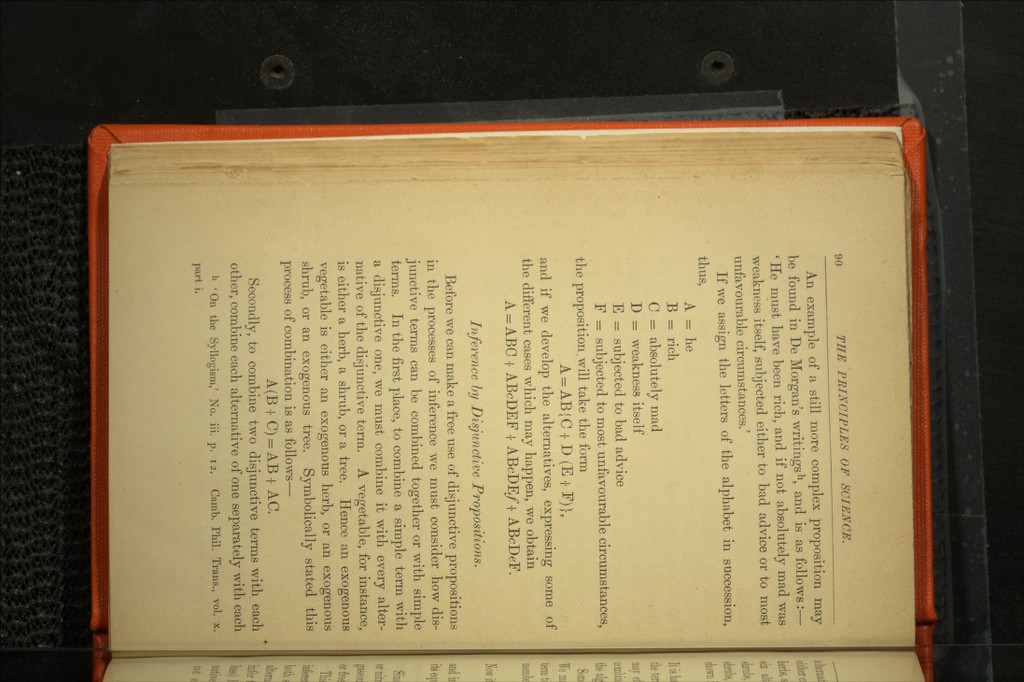 90 THE PRINCIPLES OF SCIENCE.
An example of a still more complex proposition may
be found in De Morgan's writings ʰ, and is as follows:—
'He must have been rich, and if not absolutely mad was
weakness itself, subjected either to bad advice or to most
unfavourable circumstances.'
If we assign the letters of the alphabet in succession,
thus,
A = he
B = rich
C = absolutely mad
D = weakness itself
E = subjected to bad advice
F = subjected to most unfavourable circumstances,
the proposition will take the form
A = AB{C + D (E + F)},
and if we develop the alternatives, expressing some of
the different cases which may happen, we obtain
A = ABC + ABcDEF + ABcDEf + ABcDeF.
Inference by Disjunctive Propositions.
Before we can make a free use of disjunctive propositions
in the processes of inference we must consider how dis-
junctive terms can be combined together or with simple
terms. In the first place, to combine a simple term with
a disjunctive one, we must combine it with every alter-
native of the disjunctive term. A vegetable, for instance,
is either a herb, a shrub, or a tree. Hence an exogenous
vegetable is either an exogenous herb, or an exogenous
shrub, or an exogenous tree. Symbolically stated this
process of combination is as follows—
A(B + C) = AB + AC.
Secondly, to combine two disjunctive terms with each
other, combine each alternative of one separately with each
ʰ 'On the Syllogism,' No. iii. p. 12. Camb. Phil. Trans., vol. x.
part i.